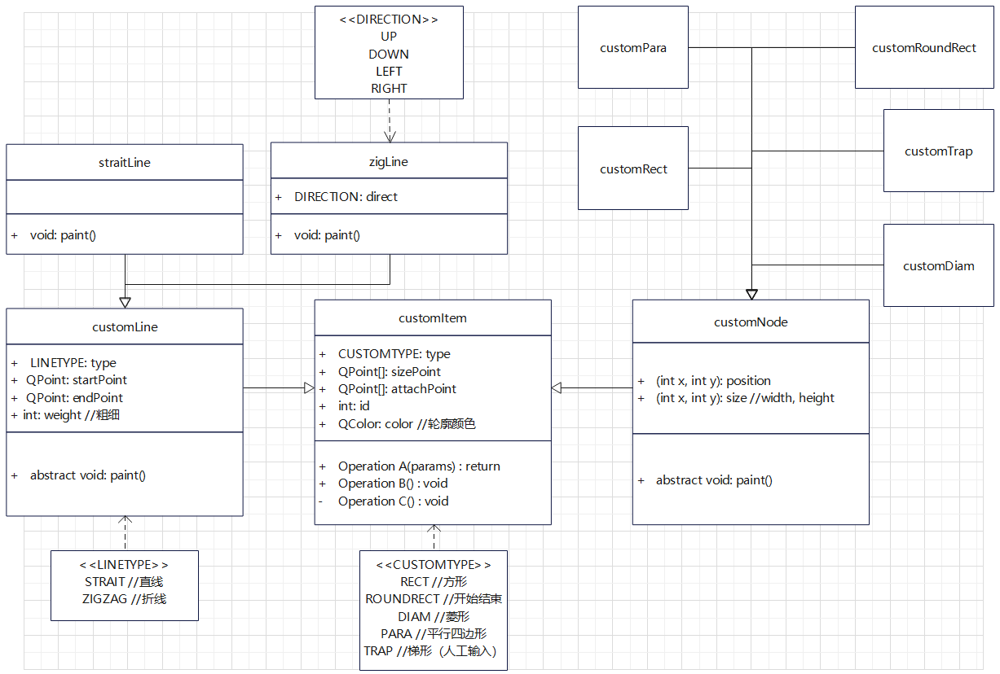 <<DIRECTION>>
UP
DOWN
LEFT
RIGHT
customPara
customRoundRect
customTrap
customRect
customDiam
straitLine
+ void: paint()
zigLine
+ DIRECTION: direct
+ void: paint()
customLine
+ LINETYPE: type
+ QPoint: startPoint
+ QPoint: endPoint
+ int: weight //粗细
+ abstract void: paint()
customItem
+ CUSTOMTYPE: type
+ QPoint[]: sizePoint
+ QPoint[]: attachPoint
+ int: id
+ QColor: color //轮廓颜色
+ Operation A(params) : return
+ Operation B() : void
- Operation C() : void
customNode
+ (int x, int y): position
+ (int x, int y): size //width, height
+ abstract void: paint()
<<LINETYPE>>
STRAIT //直线
ZIGZAG //折线
<<CUSTOMTYPE>>
RECT //方形
ROUNDRECT //开始结束
DIAM //菱形
PARA //平行四边形
TRAP //梯形（人工输入）